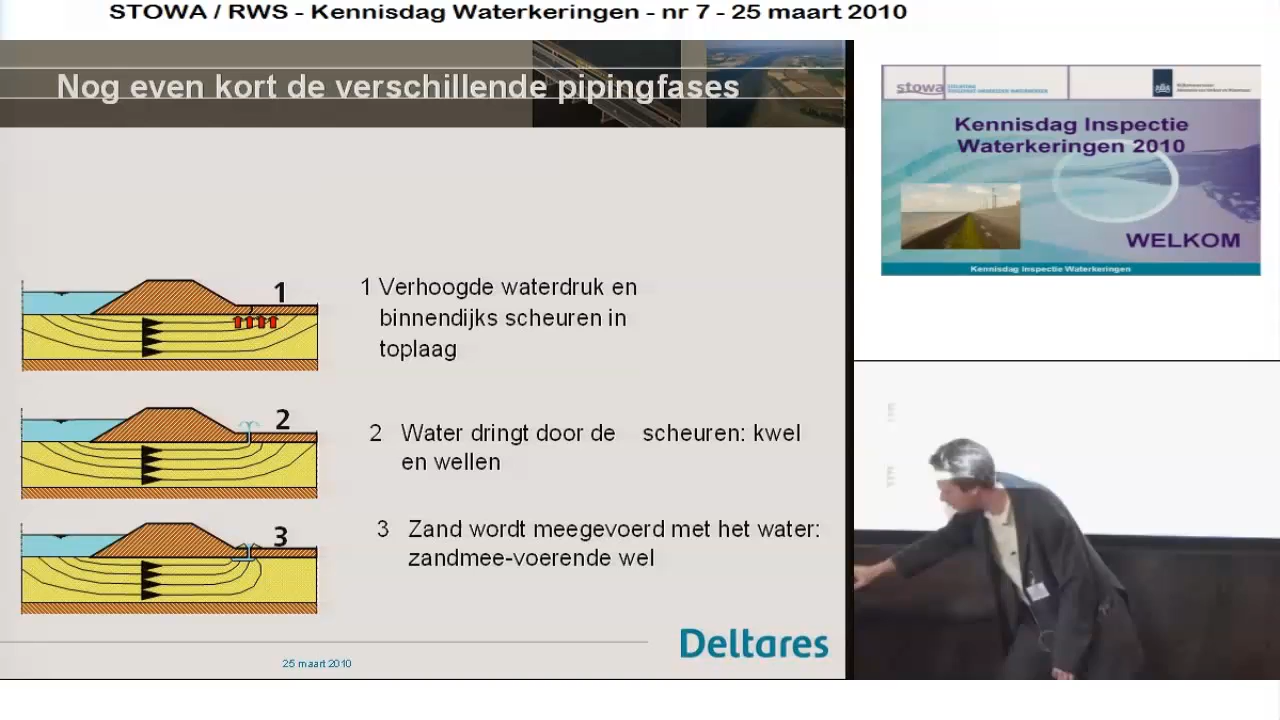 STOWA / RWS - Kennisdag Waterkeringen - nr 7 - 25 maart 2010
Nog even kort de verschillende pipingfases
1
1 Verhoogde waterdruk en
binnendijks scheuren in
toplaag
2
2 Water dringt door de scheuren: kwel
en wellen
3
3 Zand wordt meegevoerd met het water:
zandmee-voerende wel
Deltares
25 maart 2010
stowa
Kennisdag Inspectie
Waterkeringen 2010
WELKOM
Kennisdag Inspectie Waterkeringen